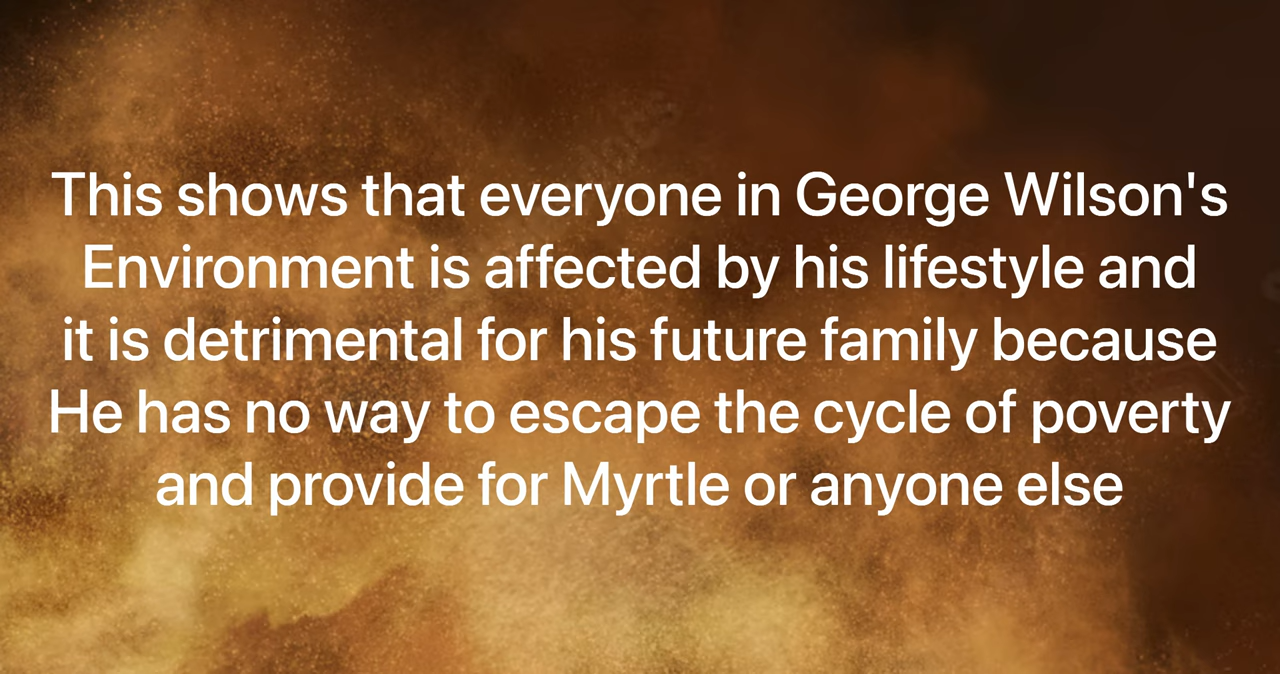 This shows that everyone in George Wilson's
Environment is affected by his lifestyle and
it is detrimental for his future family because
He has no way to escape the cycle of poverty
and provide for Myrtle or anyone else